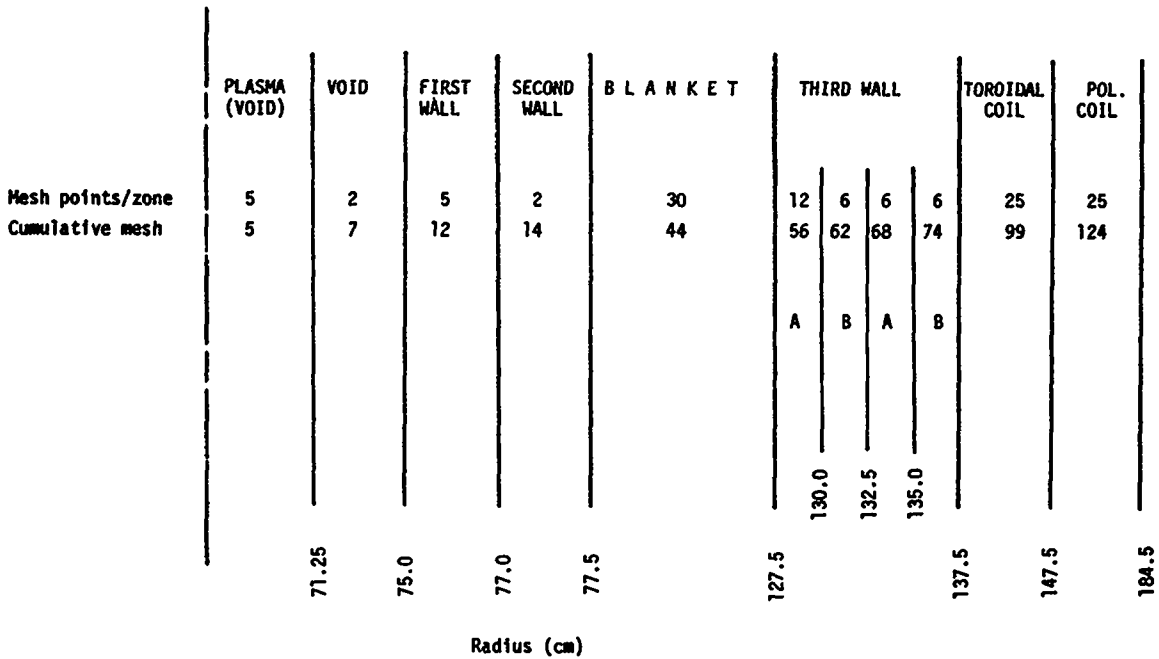 PLASMA VOID FIRST SECOND B L A N K E T THIRD WALL TOROIDAL POL.
(VOID) WALL WALL COIL COIL
Mesh points/zone 5 2 5 2 30 12 6 6 6 25 25
Cumulative mesh 5 7 12 14 44 56 62 68 74 99 124
A B A B
130.0 132.5 135.0
71.25 75.0 77.0 77.5 127.5 137.5 147.5 184.5
Radius (cm)